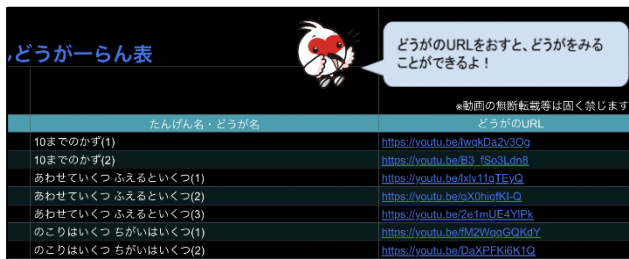 どうがーらん表
どうがのURLをおすと、どうがをみる
ことができるよ！
※動画の無断転載等は固く禁じます
たんげん名・どうが名 どうがのURL
10までのかず(1) https://youtu.be/IwqkDa2v3Og
10までのかず(2) https://youtu.be/B3_fSo3Ldn8
あわせていくつ ふえるといくつ(1) https://youtu.be/lxIv11qTEyQ
あわせていくつ ふえるといくつ(2) https://youtu.be/qX0hiqfKI-Q
あわせていくつ ふえるといくつ(3) https://youtu.be/2e1mUE4YlPk
のこりはいくつ ちがいはいくつ(1) https://youtu.be/fM2WqgGQKdY
のこりはいくつ ちがいはいくつ(2) https://youtu.be/DaXPFKi6K1Q